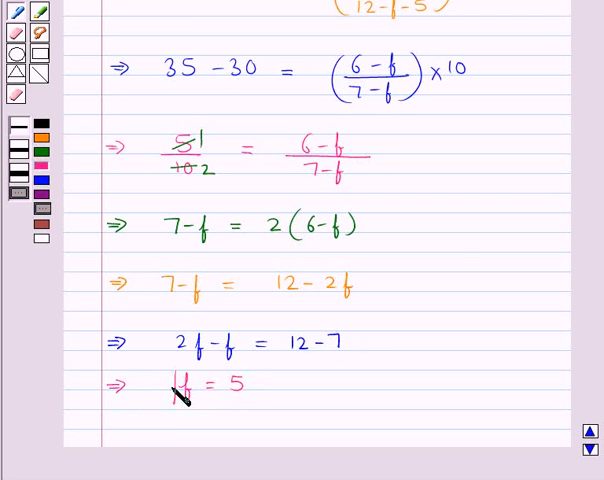 (12-f-5)
⇒ 35 - 30 = (6-f/7-f) × 10
⇒ 5 1/10 2 = 6-f/7-f
⇒ 7-f = 2(6-f)
⇒ 7-f = 12-2f
⇒ 2f-f = 12-7
⇒ f = 5